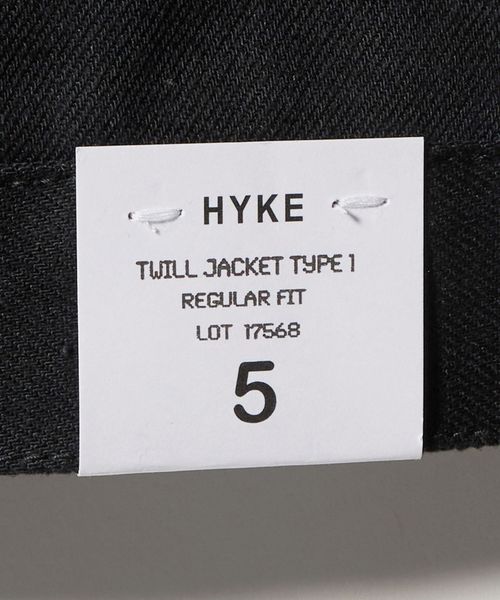 HYKE
TWILL JACKET TYPE 1
REGULAR FIT
LOT 17568
5